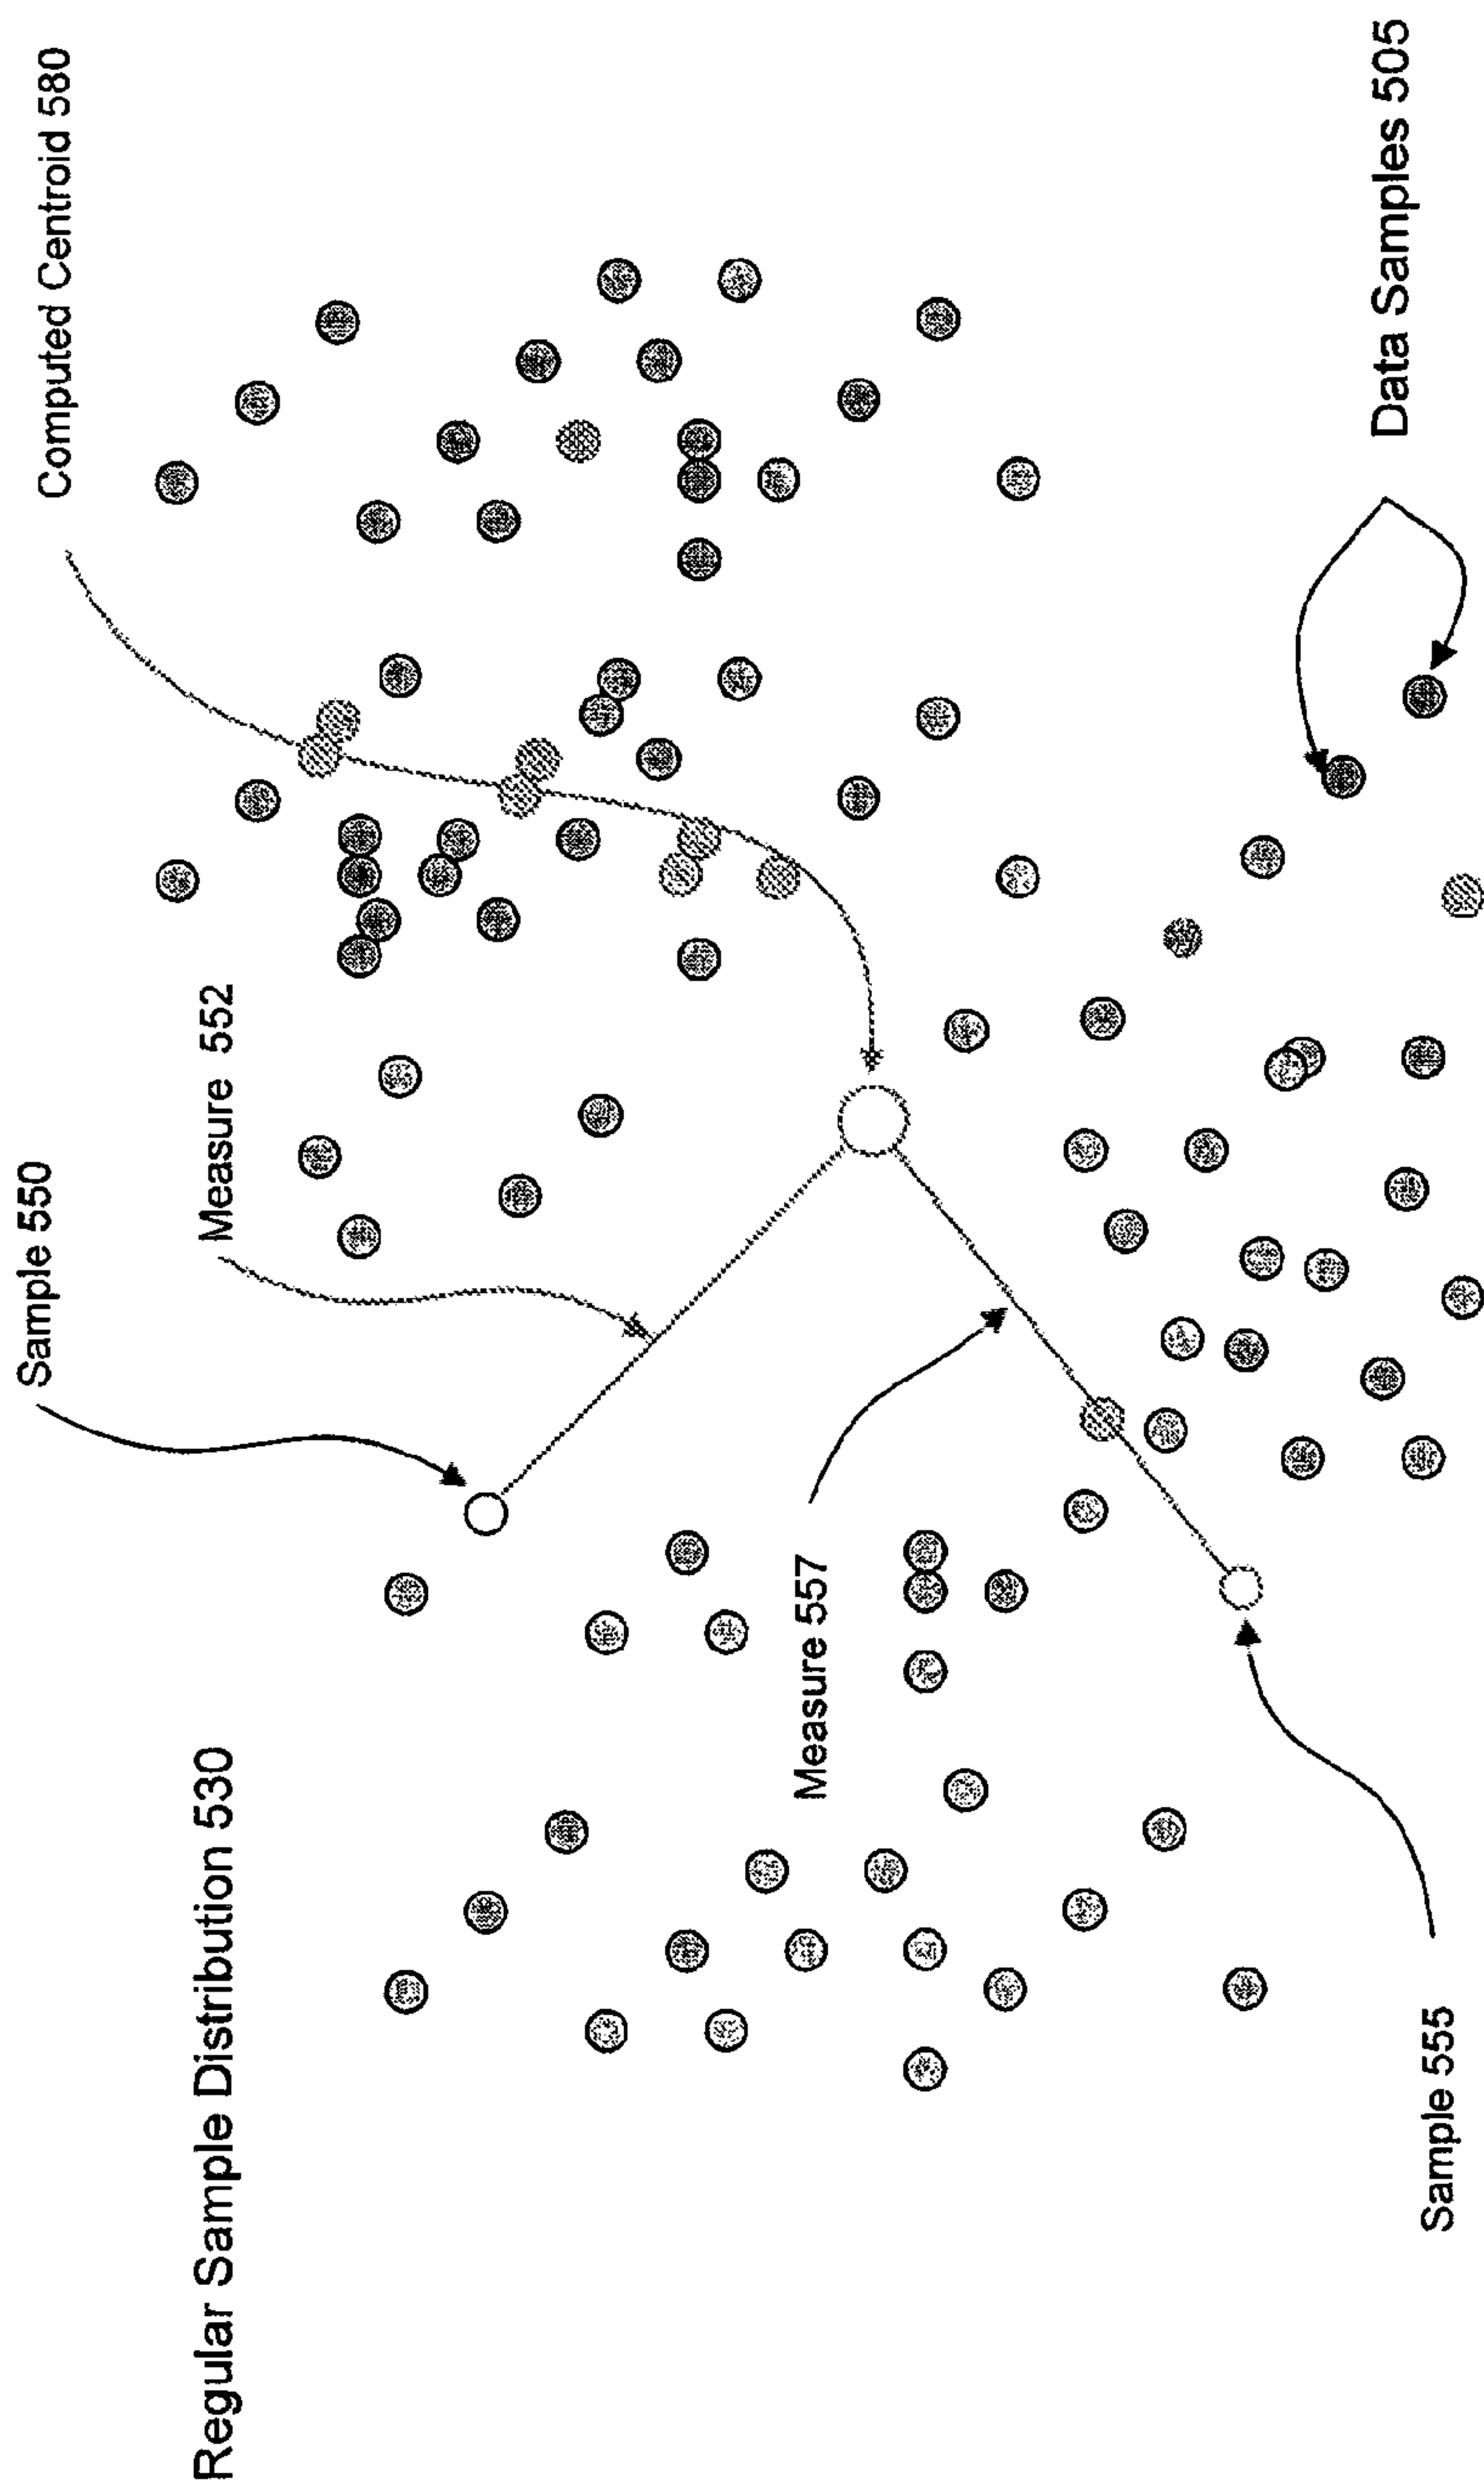 Regular Sample Distribution 530
Sample 550
Measure 552
Computed Centroid 580
Measure 557
Sample 555
Data Samples 505